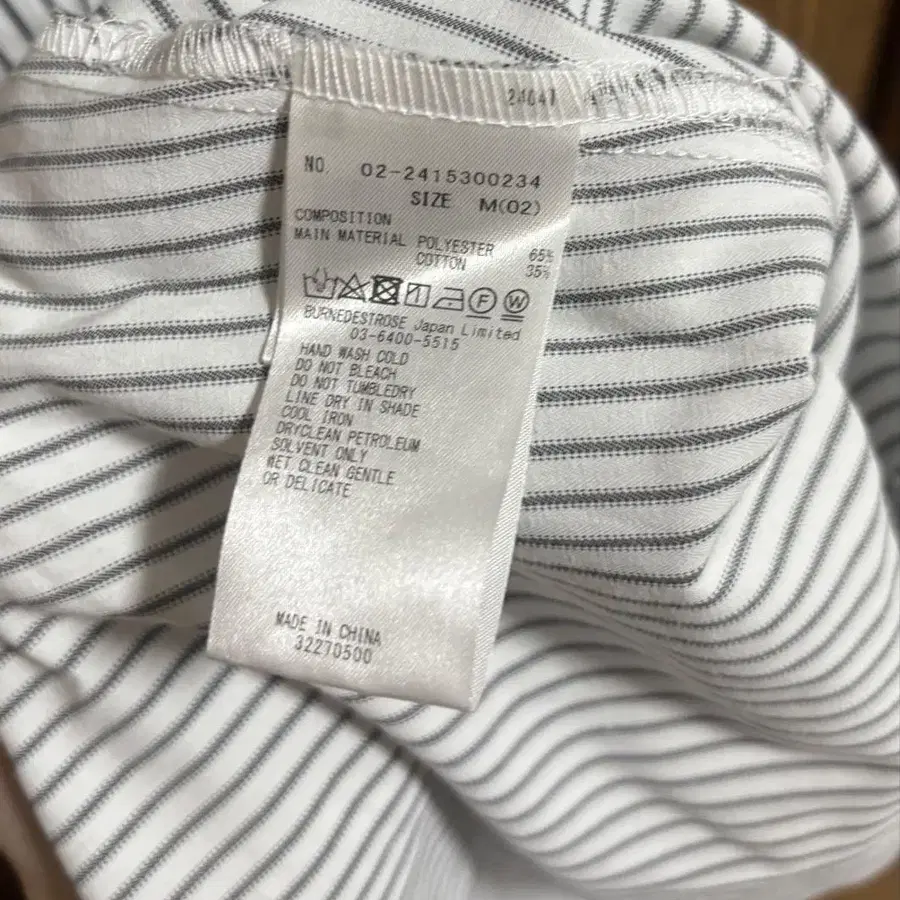 24041
NO. 02-2415300234
SIZE M(02)
COMPOSITION
MAIN MATERIAL POLYESTER 65%
COTTON 35%
F W
BURNEDESTROSE Japan Limited
03-6400-5515
HAND WASH COLD
DO NOT BLEACH
DO NOT TUMBLEDRY
LINE DRY IN SHADE
COOL IRON
DRYCLEAN PETROLEUM
SOLVENT ONLY
WET CLEAN GENTLE
OR DELICATE
MADE IN CHINA
32270500